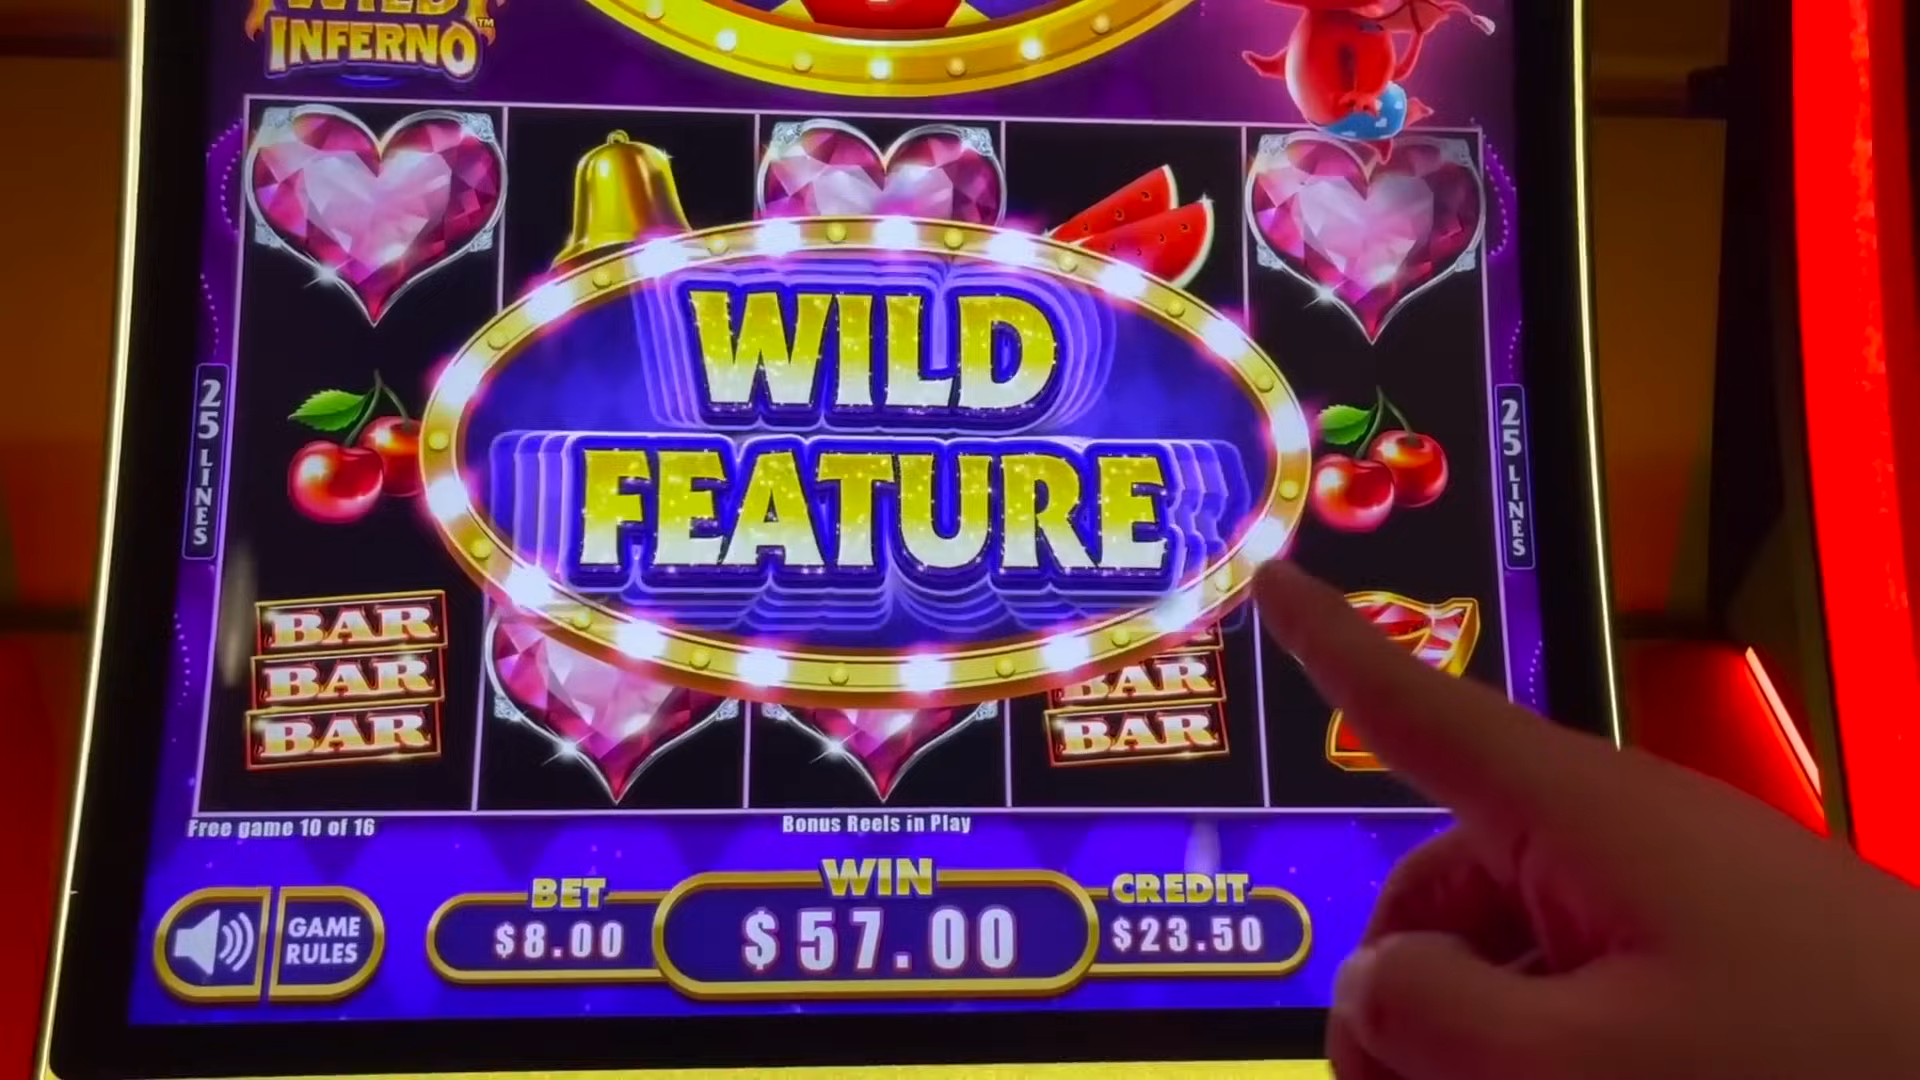 WILD
INFERNO™
WILD
FEATURE
25 LINES
25 LINES
BAR
BAR
BAR
BAR
BAR
Free game 10 of 16
Bonus Reels in Play
BET
$8.00
WIN
$57.00
CREDIT
$23.50
GAME
RULES